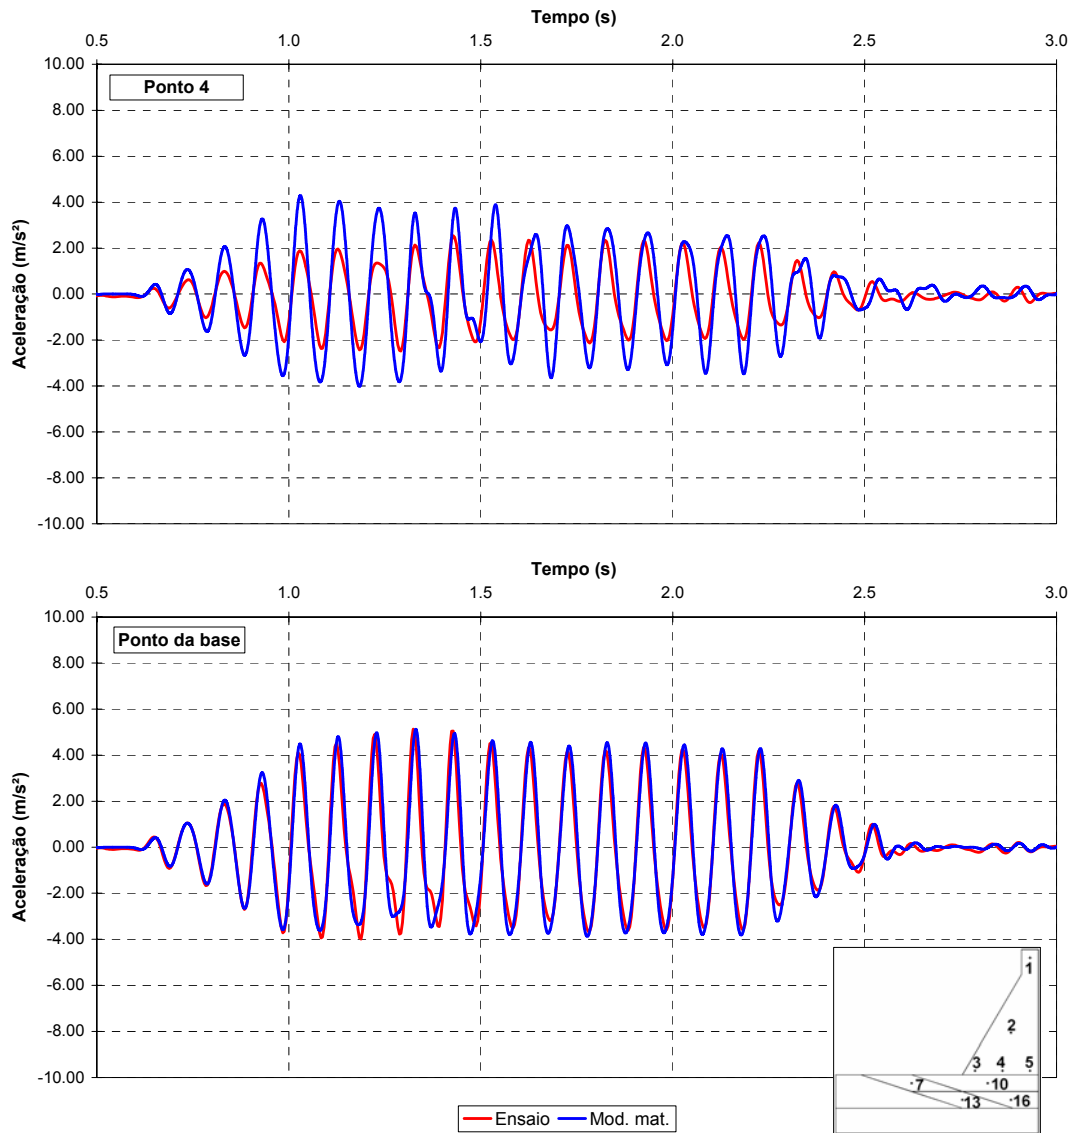 Tempo (s)
0.5 1.0 1.5 2.0 2.5 3.0
10.00
Ponto 4
8.00
6.00
4.00
2.00
0.00
-2.00
-4.00
-6.00
-8.00
-10.00
Aceleração (m/s²)
Tempo (s)
0.5 1.0 1.5 2.0 2.5 3.0
10.00
Ponto da base
8.00
6.00
4.00
2.00
0.00
-2.00
-4.00
-6.00
-8.00
-10.00
Aceleração (m/s²)
1
2
3 4 5
7 10
13 16
Ensaio Mod. mat.